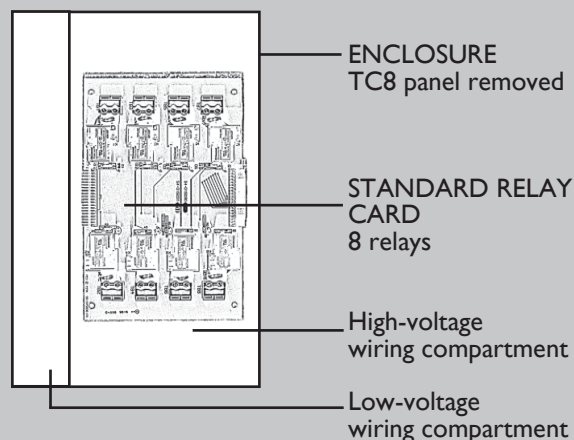 ENCLOSURE
TC8 panel removed
STANDARD RELAY
CARD
8 relays
High-voltage
wiring compartment
Low-voltage
wiring compartment